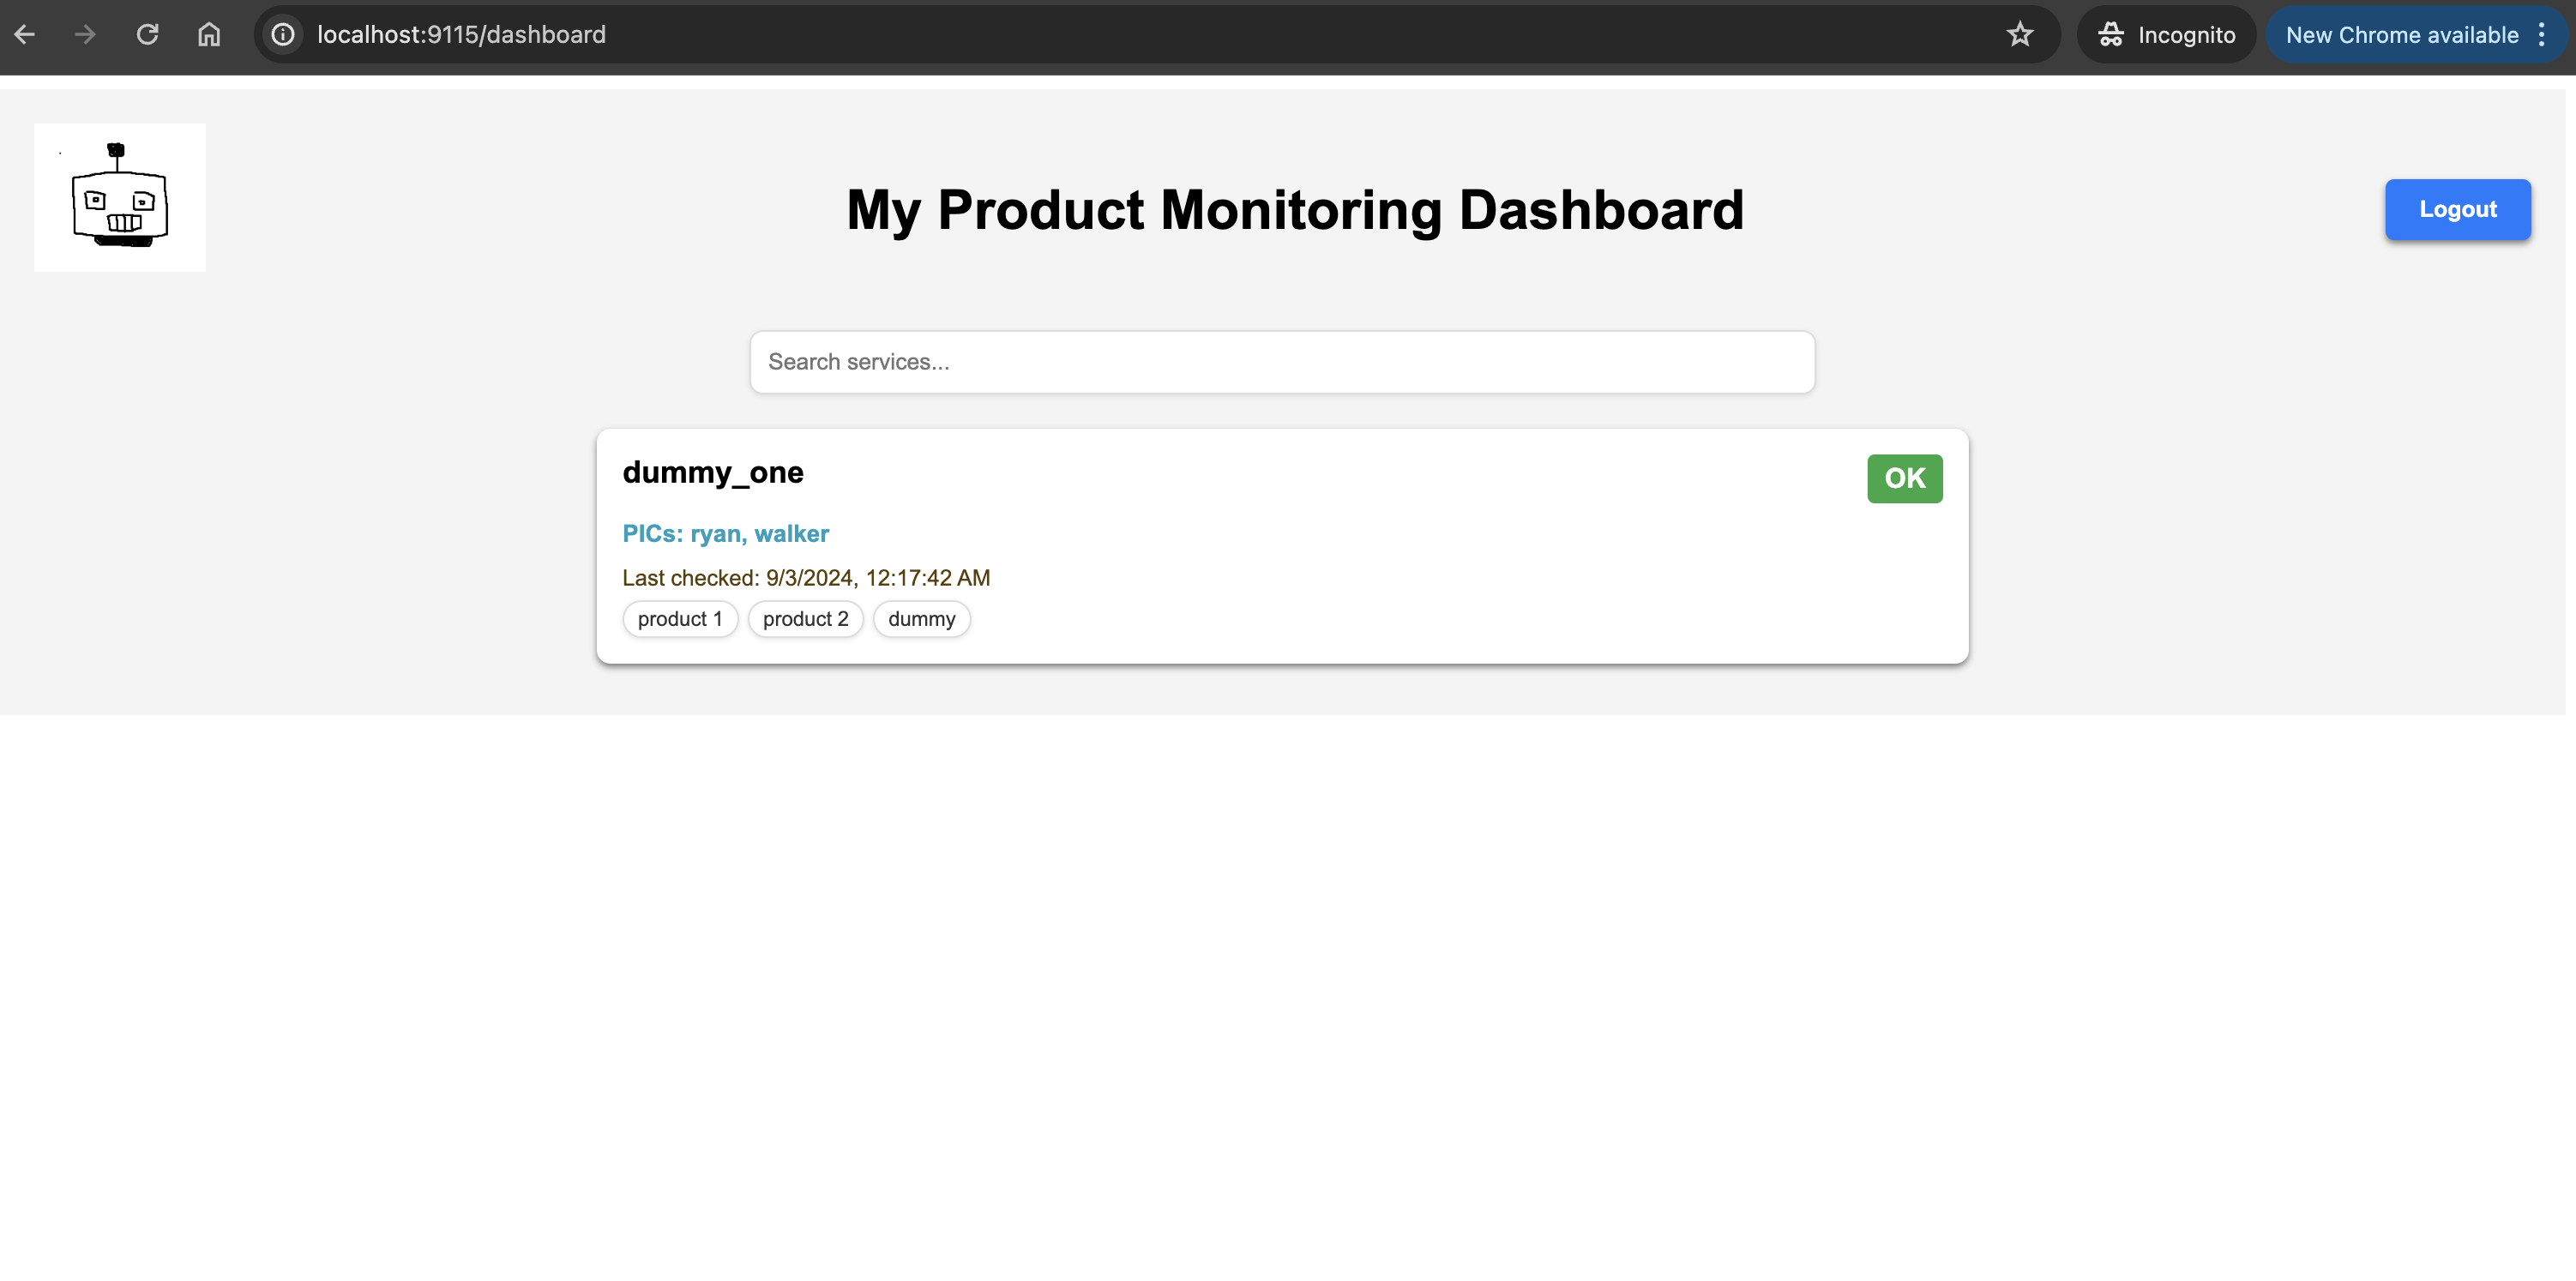 localhost:9115/dashboard
Incognito
New Chrome available
My Product Monitoring Dashboard
Logout
Search services...
dummy_one
OK
PICs: ryan, walker
Last checked: 9/3/2024, 12:17:42 AM
product 1
product 2
dummy